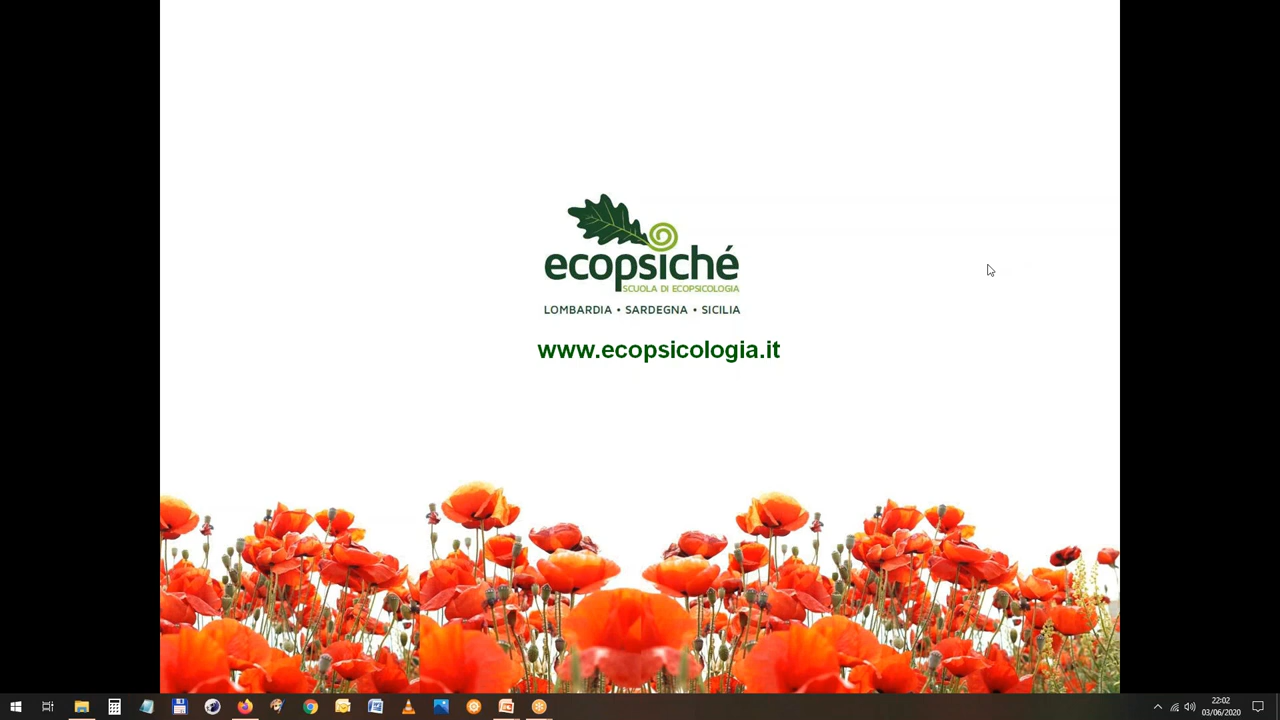 ecopsiché
SCUOLA DI ECOPSICOLOGIA
LOMBARDIA • SARDEGNA • SICILIA
www.ecopsicologia.it
22:02
03/06/2020